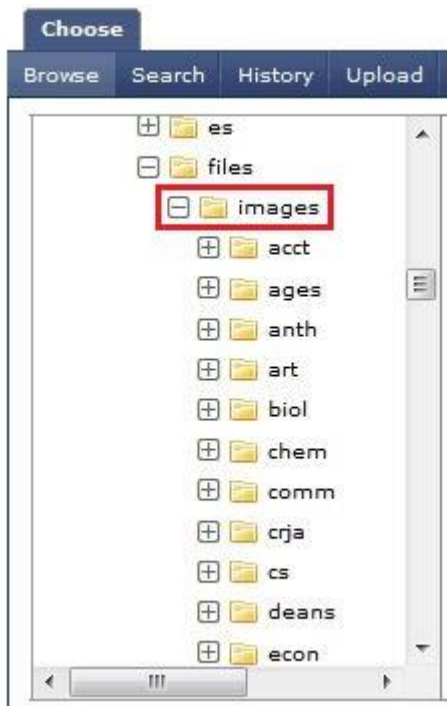 Choose
Browse Search History Upload
es
files
images
acct
ages
anth
art
biol
chem
comm
crja
cs
deans
econ